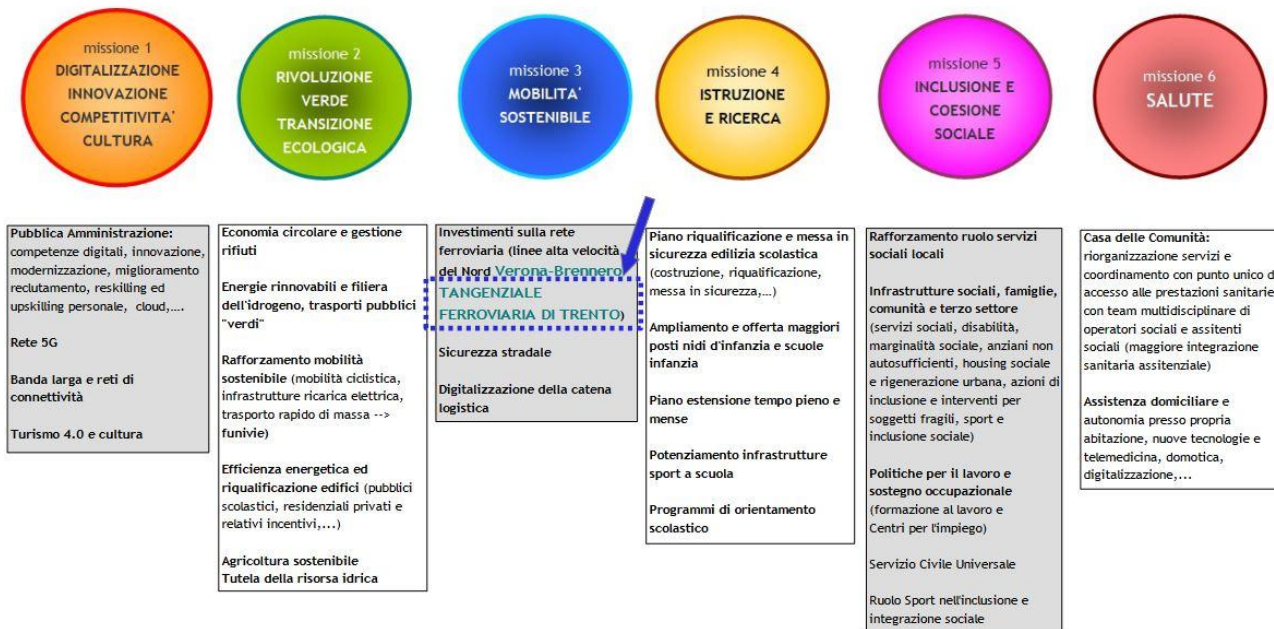 missione 1
DIGITALIZZAZIONE
INNOVAZIONE
COMPETITIVITA'
CULTURA
missione 2
RIVOLUZIONE
VERDE
TRANSIZIONE
ECOLOGICA
missione 3
MOBILITA'
SOSTENIBILE
missione 4
ISTRUZIONE
E RICERCA
missione 5
INCLUSIONE E
COESIONE
SOCIALE
missione 6
SALUTE
Pubblica Amministrazione:
competenze digitali, innovazione,
modernizzazione, miglioramento
reclutamento, reskilling ed
upskilling personale, cloud,....
Rete 5G
Banda larga e reti di
connettività
Turismo 4.0 e cultura
Economia circolare e gestione
rifiuti
Energie rinnovabili e filiera
dell'idrogeno, trasporti pubblici
"verdi"
Rafforzamento mobilità
sostenibile (mobilità ciclistica,
infrastrutture ricarica elettrica,
trasporto rapido di massa -->
funivie)
Efficienza energetica ed
riqualificazione edifici (pubblici
scolastici, residenziali privati e
relativi incentivi,...)
Agricoltura sostenibile
Tutela della risorsa idrica
Investimenti sulla rete
ferroviaria (linee alta velocità
del Nord Verona-Brennero
TANGENZIALE
FERROVIARIA DI TRENTO)
Sicurezza stradale
Digitalizzazione della catena
logistica
Piano riqualificazione e messa in
sicurezza edilizia scolastica
(costruzione, riqualificazione,
messa in sicurezza,...)
Ampliamento e offerta maggiori
posti nidi d'infanzia e scuole
infanzia
Piano estensione tempo pieno e
mense
Potenziamento infrastrutture
sport a scuola
Programmi di orientamento
scolastico
Rafforzamento ruolo servizi
sociali locali
Infrastrutture sociali, famiglie,
comunità e terzo settore
(servizi sociali, disabilità,
marginalità sociale, anziani non
autosufficienti, housing sociale
e rigenerazione urbana, azioni di
inclusione e interventi per
soggetti fragili, sport e
inclusione sociale)
Politiche per il lavoro e
sostegno occupazionale
(formazione al lavoro e
Centri per l'impiego)
Servizio Civile Universale
Ruolo Sport nell'inclusione e
integrazione sociale
Casa delle Comunità:
riorganizzazione servizi e
coordinamento con punto unico d
accesso alle prestazioni sanitarie
con team multidisciplinare di
operatori sociali e assitenti
sociali (maggiore integrazione
sanitaria assitenziale)
Assistenza domiciliare e
autonomia presso propria
abitazione, nuove tecnologie e
telemedicina, domotica,
digitalizzazione,...